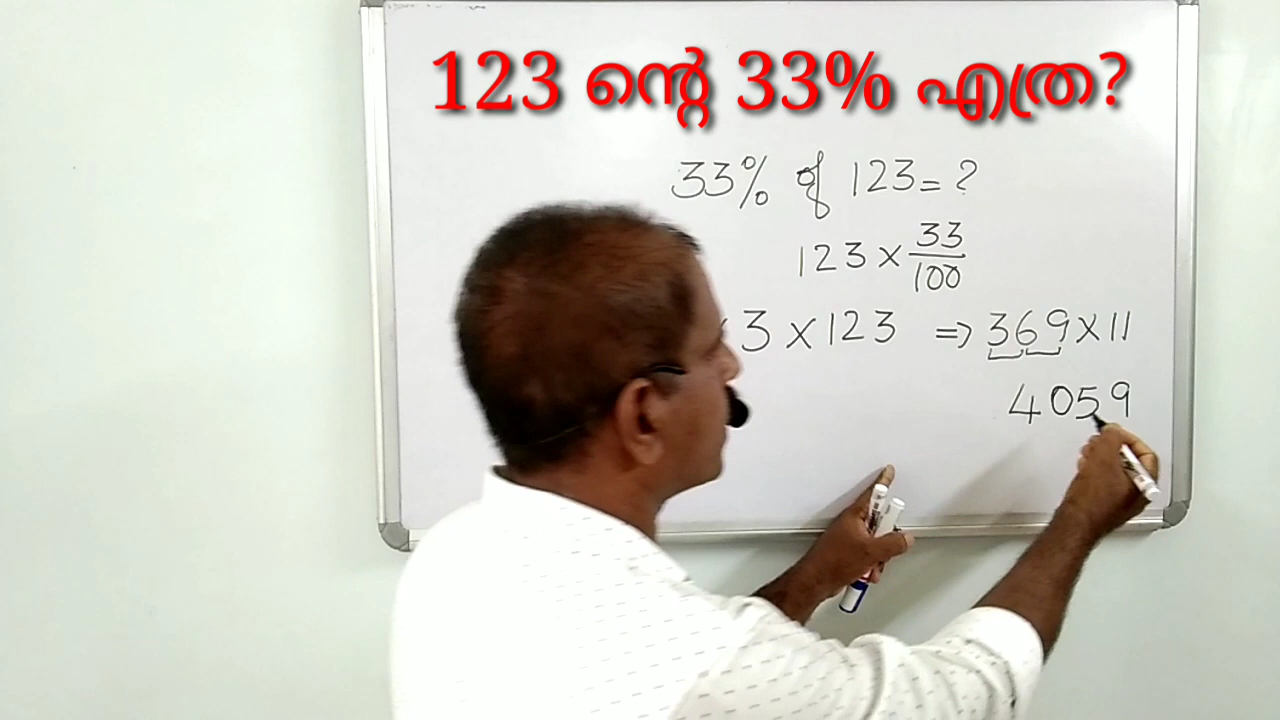 123 ന്റെ 33% എത്ര?
33% of 123 = ?
123 × 33/100
× 3 × 123 ⇒ 369 × 11
4059